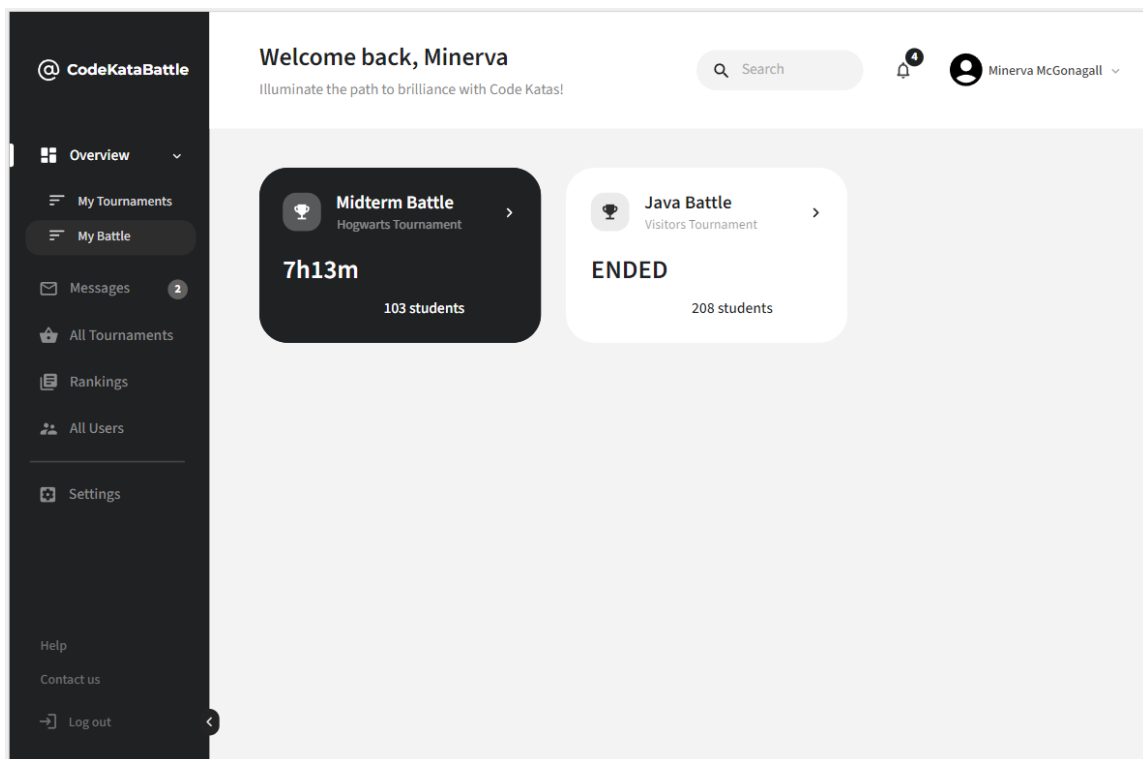 @ CodeKataBattle
Overview
My Tournaments
My Battle
Messages 2
All Tournaments
Rankings
All Users
Settings
Help
Contact us
Log out
Welcome back, Minerva
Illuminate the path to brilliance with Code Katas!
Search
4
Minerva McGonagall
Midterm Battle
Hogwarts Tournament
7h13m
103 students
Java Battle
Visitors Tournament
ENDED
208 students